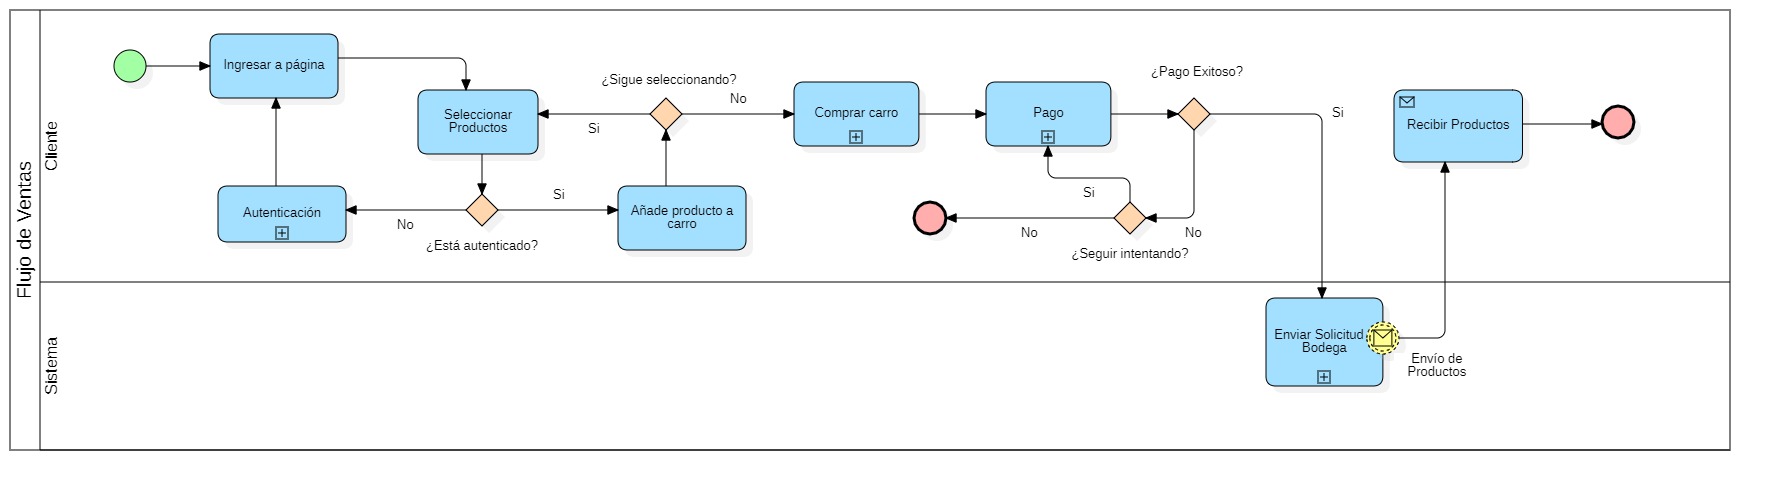 Flujo de Ventas
Cliente
Ingresar a página
Seleccionar
Productos
¿Sigue seleccionando?
No
Si
Comprar carro
Pago
¿Pago Exitoso?
Si
Recibir Productos
Autenticación
No
¿Está autenticado?
Si
Añade producto a
carro
No
Si
¿Seguir intentando?
No
Sistema
Enviar Solicitud
Bodega
Envío de
Productos